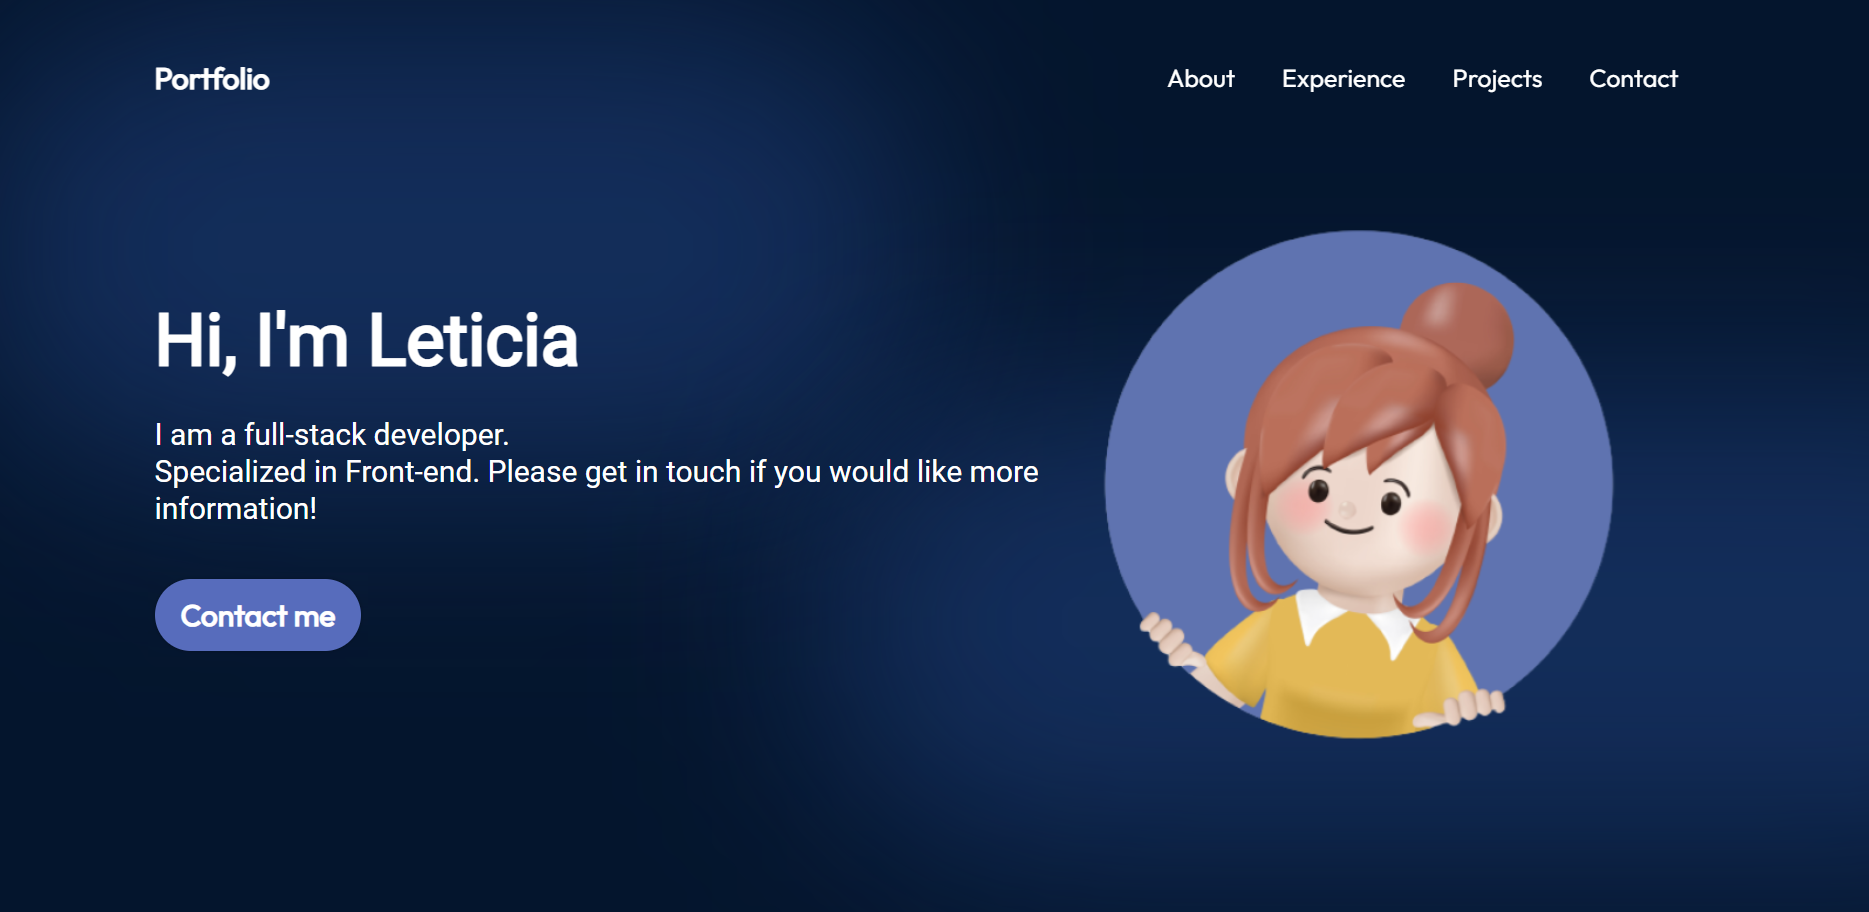 Portfolio
About
Experience
Projects
Contact
Hi, I'm Leticia
I am a full-stack developer.
Specialized in Front-end. Please get in touch if you would like more
information!
Contact me